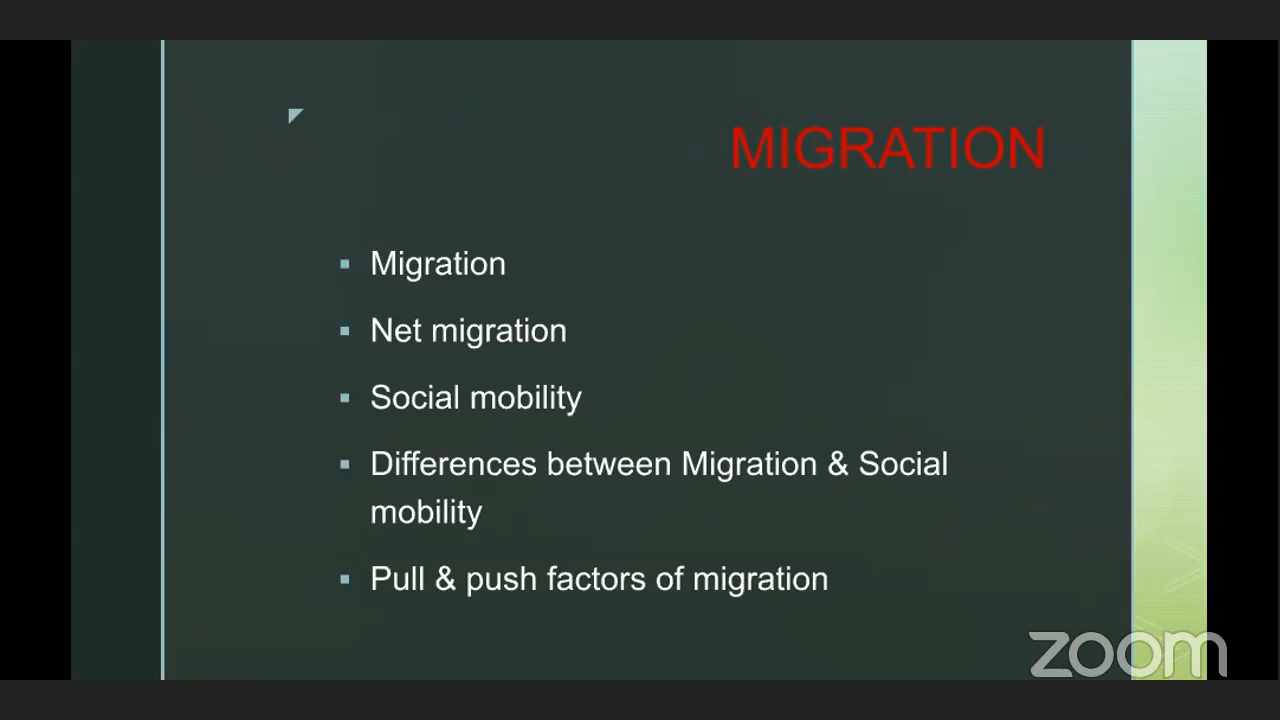 MIGRATION
Migration
Net migration
Social mobility
Differences between Migration & Social
mobility
Pull & push factors of migration
zoom